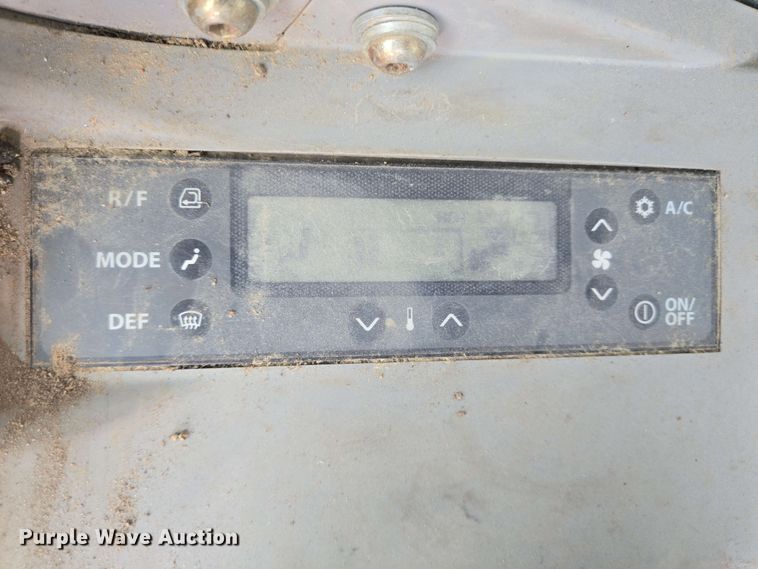 R/F
A/C
MODE
DEF
ON/
OFF
Purple Wave Auction